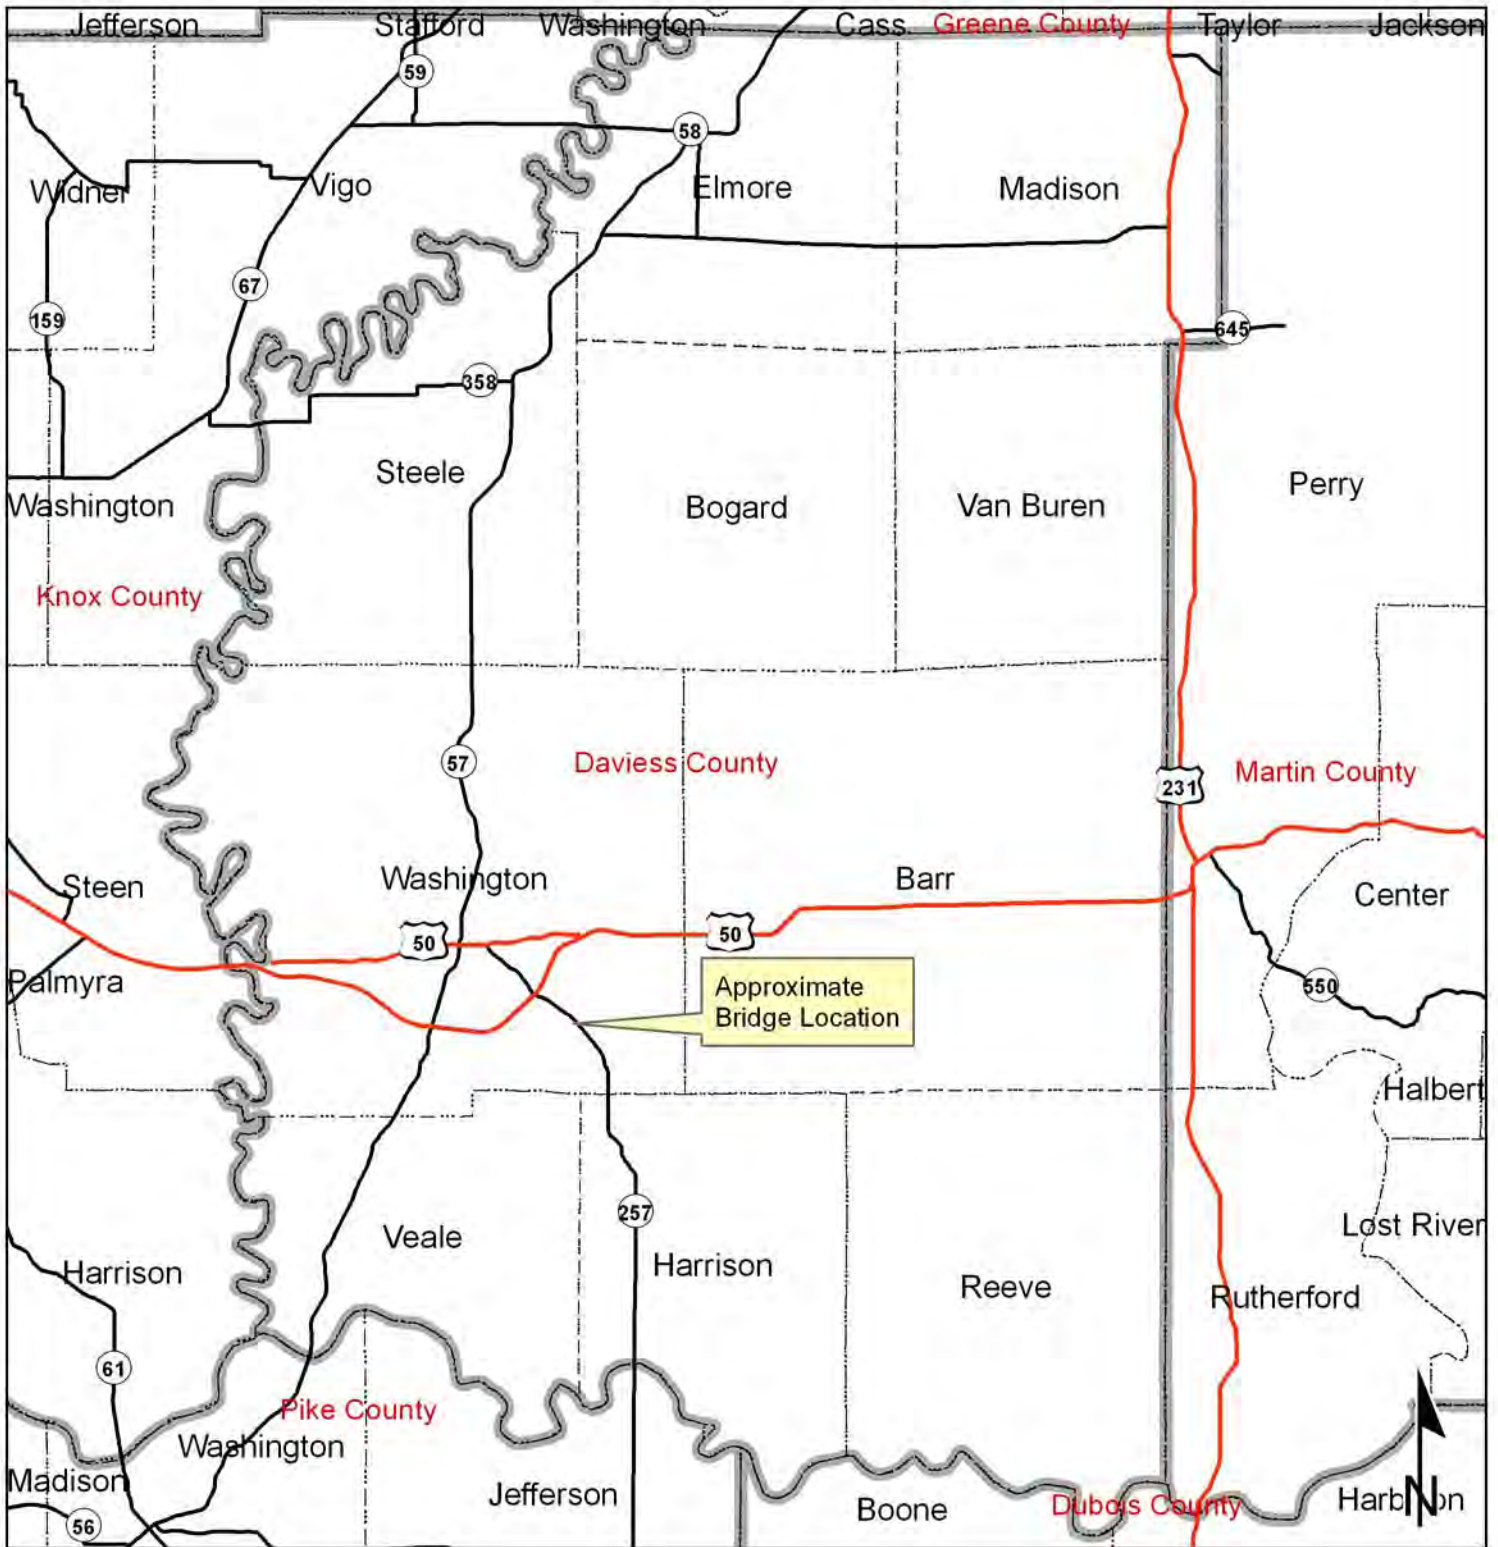 Jefferson
Stafford
Washington
Cass
Greene County
Taylor
Jackson
59
58
Widner
Vigo
Elmore
Madison
67
159
645
358
Steele
Perry
Washington
Bogard
Van Buren
Knox County
57
Daviess County
Martin County
231
Steen
Washington
Barr
Center
50
50
Palmyra
Approximate
Bridge Location
550
Halbert
257
Veale
Lost River
Harrison
Harrison
Reeve
Rutherford
61
Pike County
Washington
Madison
Jefferson
Boone
Dubois County
N
56